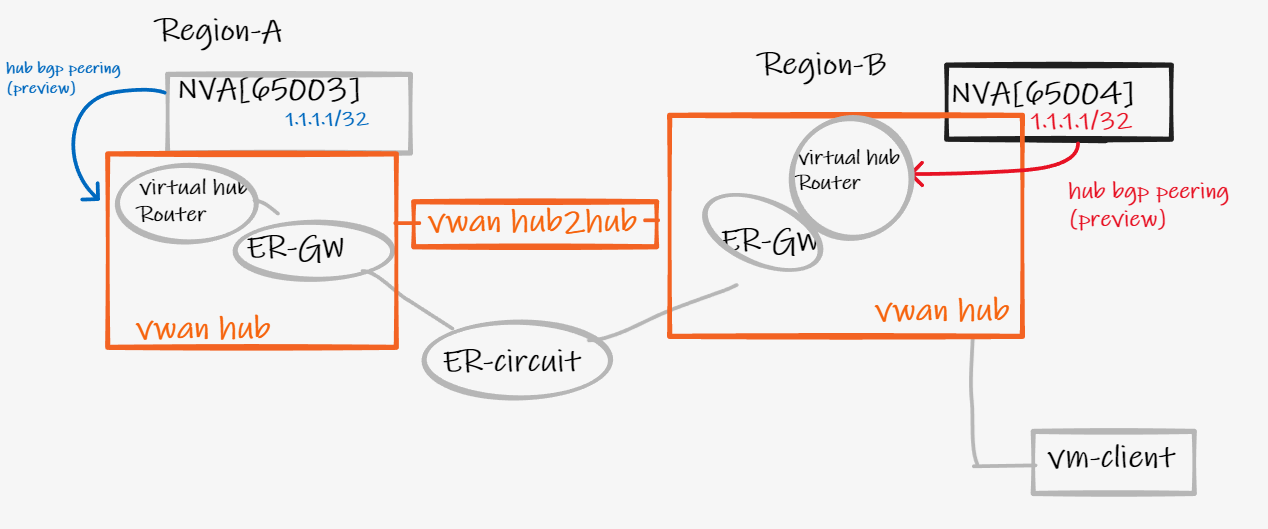 Region-A
hub bgp peering
(preview)
NVA[65003]
1.1.1.1/32
virtual hub
Router
ER-GW
vwan hub
vwan hub2hub
ER-circuit
Region-B
NVA[65004]
1.1.1.1/32
virtual hub
Router
hub bgp peering
(preview)
ER-GW
vwan hub
vm-client